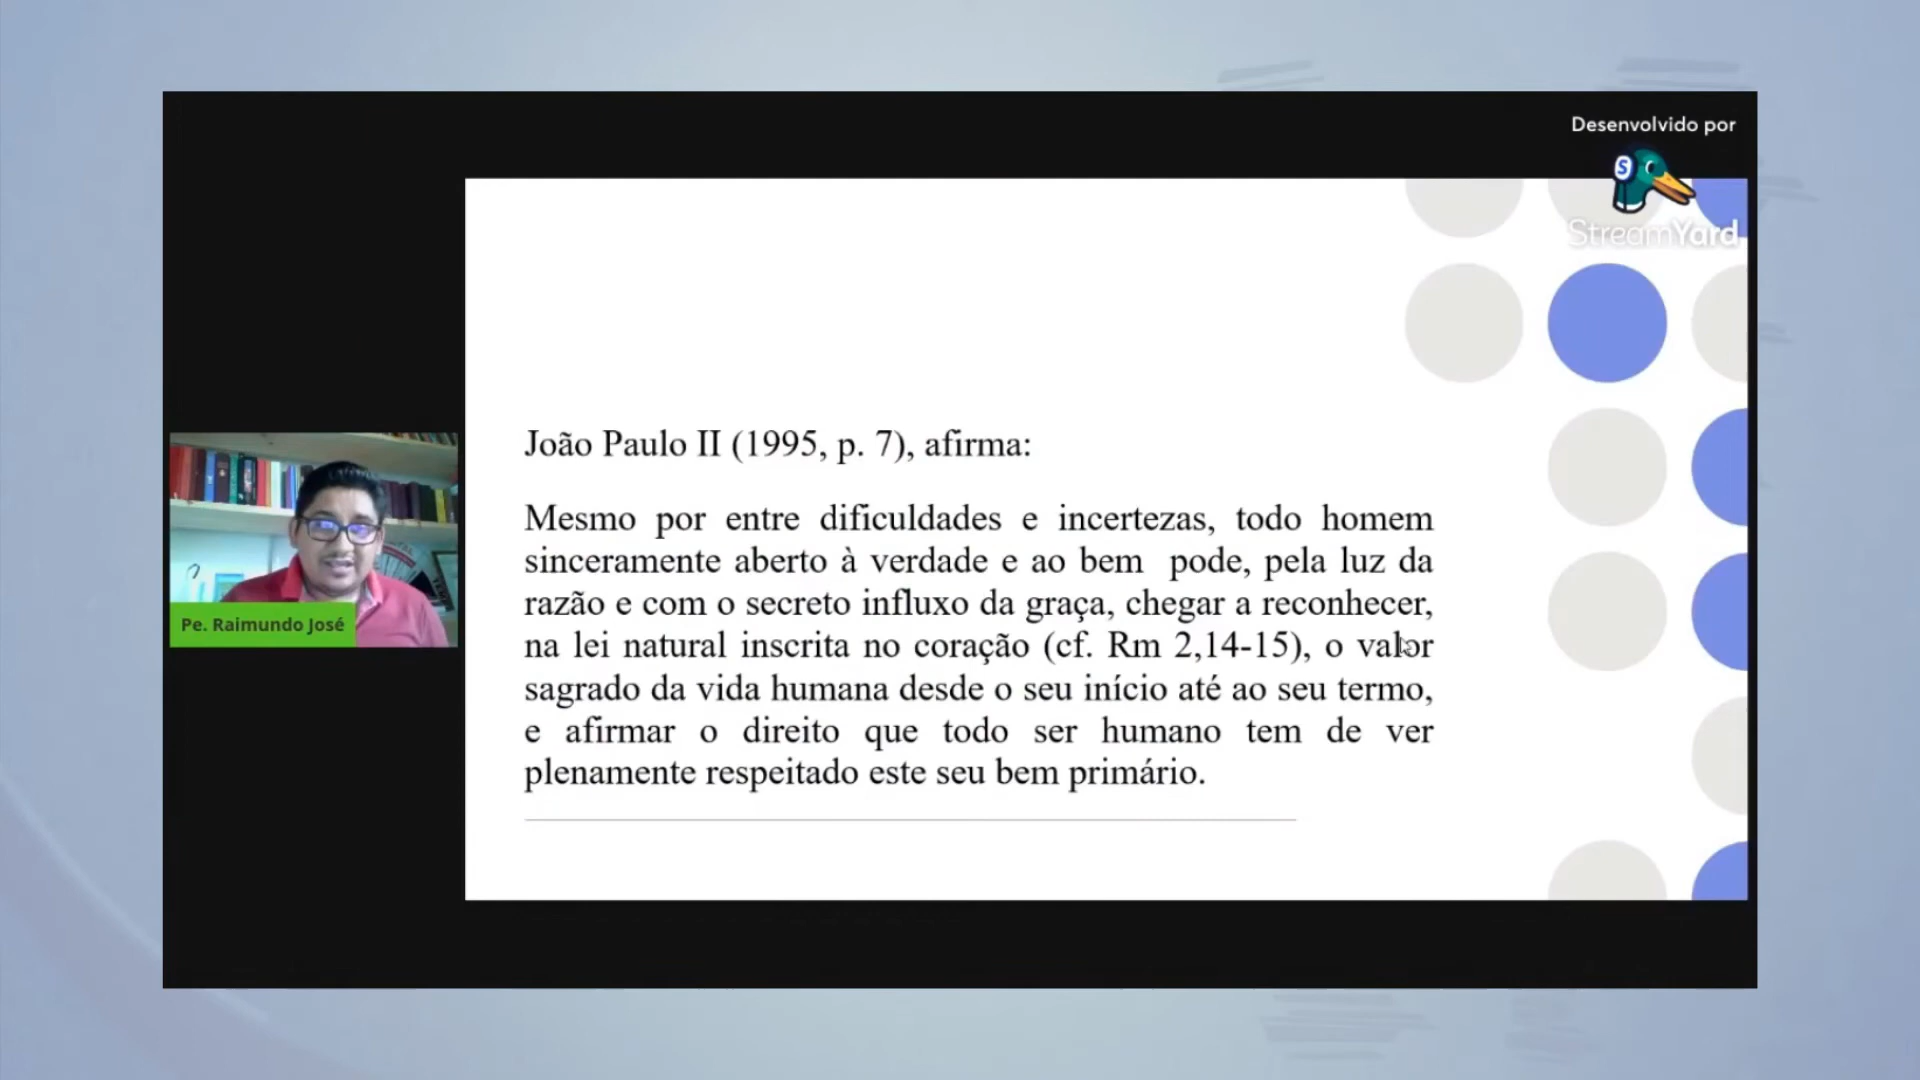 Desenvolvido por
S
StreamYard
João Paulo II (1995, p. 7), afirma:
Mesmo por entre dificuldades e incertezas, todo homem
sinceramente aberto à verdade e ao bem pode, pela luz da
razão e com o secreto influxo da graça, chegar a reconhecer,
na lei natural inscrita no coração (cf. Rm 2,14-15), o valor
sagrado da vida humana desde o seu início até ao seu termo,
e afirmar o direito que todo ser humano tem de ver
plenamente respeitado este seu bem primário.
Pe. Raimundo José